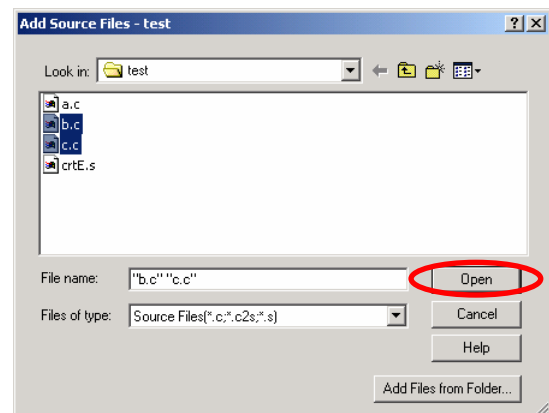 Add Source Files - test
Look in: test
a.c
b.c
c.c
crtE.s
File name: "b.c" "c.c" Open
Files of type: Source Files(*.c;*.c2s;*.s) Cancel
Help
Add Files from Folder...